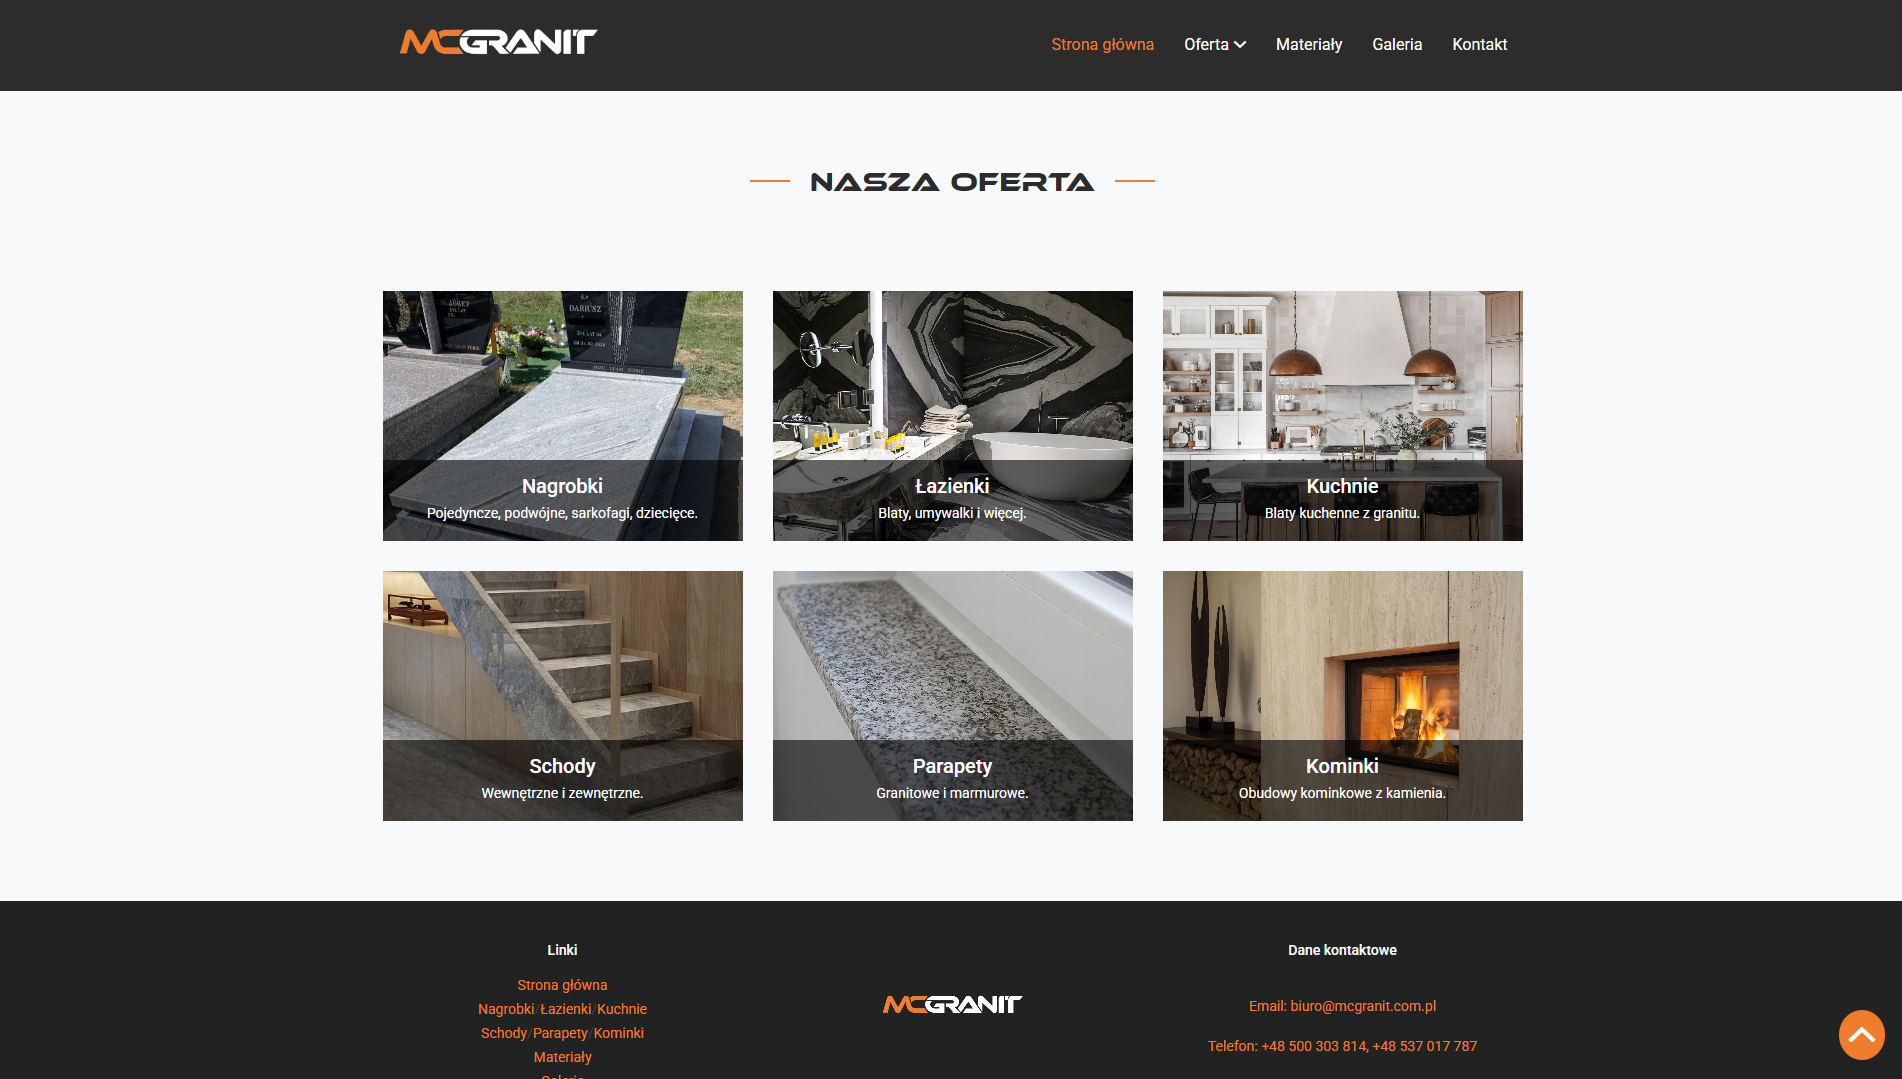 MCGRANIT
Strona główna Oferta Materiały Galeria Kontakt
NASZA OFERTA
DARIUSZ
Nagrobki
Pojedyncze, podwójne, sarkofagi, dziecięce.
Łazienki
Blaty, umywalki i więcej.
Kuchnie
Blaty kuchenne z granitu.
Schody
Wewnętrzne i zewnętrzne.
Parapety
Granitowe i marmurowe.
Kominki
Obudowy kominkowe z kamienia.
Linki
Strona główna
Nagrobki/Łazienki/Kuchnie
Schody/Parapety/Kominki
Materiały
Galeria
MCGRANIT
Dane kontaktowe
Email: biuro@mcgranit.com.pl
Telefon: +48 500 303 814, +48 537 017 787